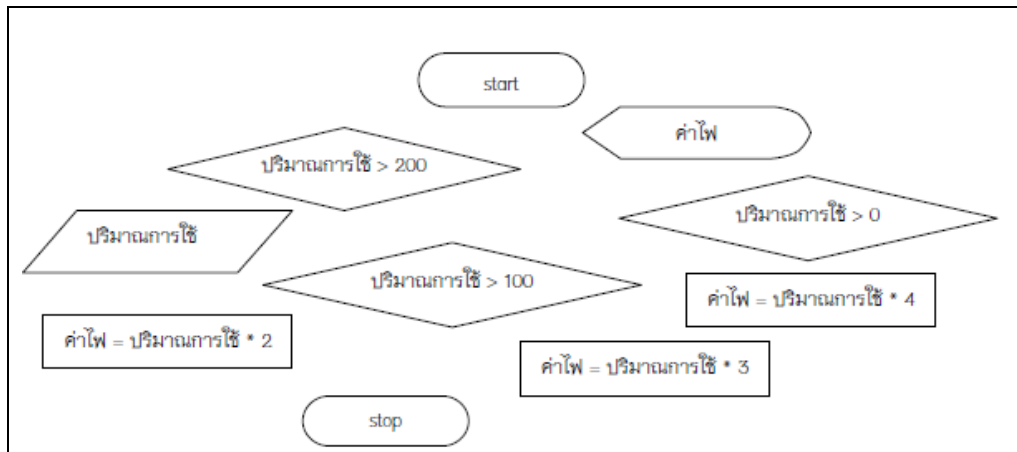 start
ค่าไฟ
ปริมาณการใช้ > 200
ปริมาณการใช้ > 0
ปริมาณการใช้
ปริมาณการใช้ > 100
ค่าไฟ = ปริมาณการใช้ * 4
ค่าไฟ = ปริมาณการใช้ * 2
ค่าไฟ = ปริมาณการใช้ * 3
stop